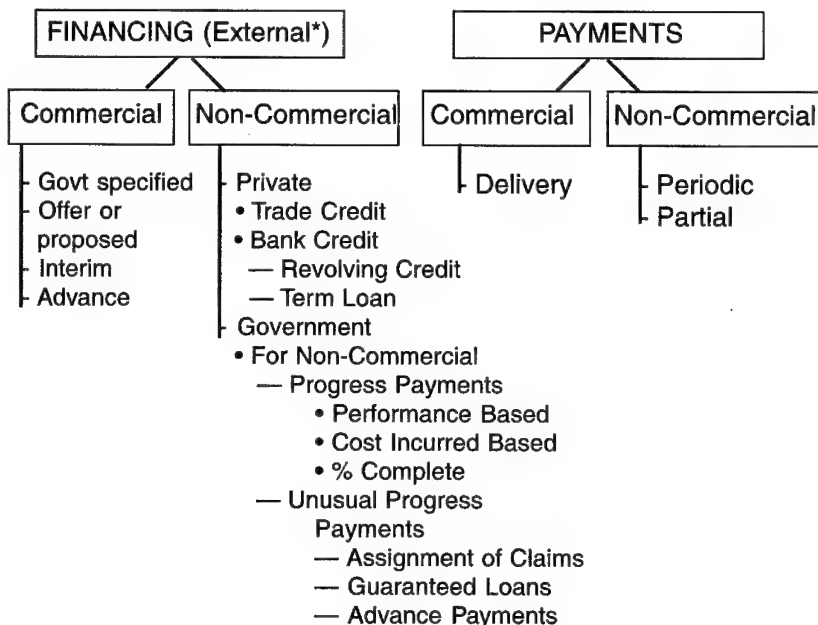 FINANCING (External*)
PAYMENTS
Commercial
Non-Commercial
Commercial
Non-Commercial
Govt specified
Offer or
proposed
Interim
Advance
Private
• Trade Credit
• Bank Credit
— Revolving Credit
— Term Loan
Government
• For Non-Commercial
— Progress Payments
• Performance Based
• Cost Incurred Based
• % Complete
— Unusual Progress
Payments
— Assignment of Claims
— Guaranteed Loans
— Advance Payments
Delivery
Periodic
Partial